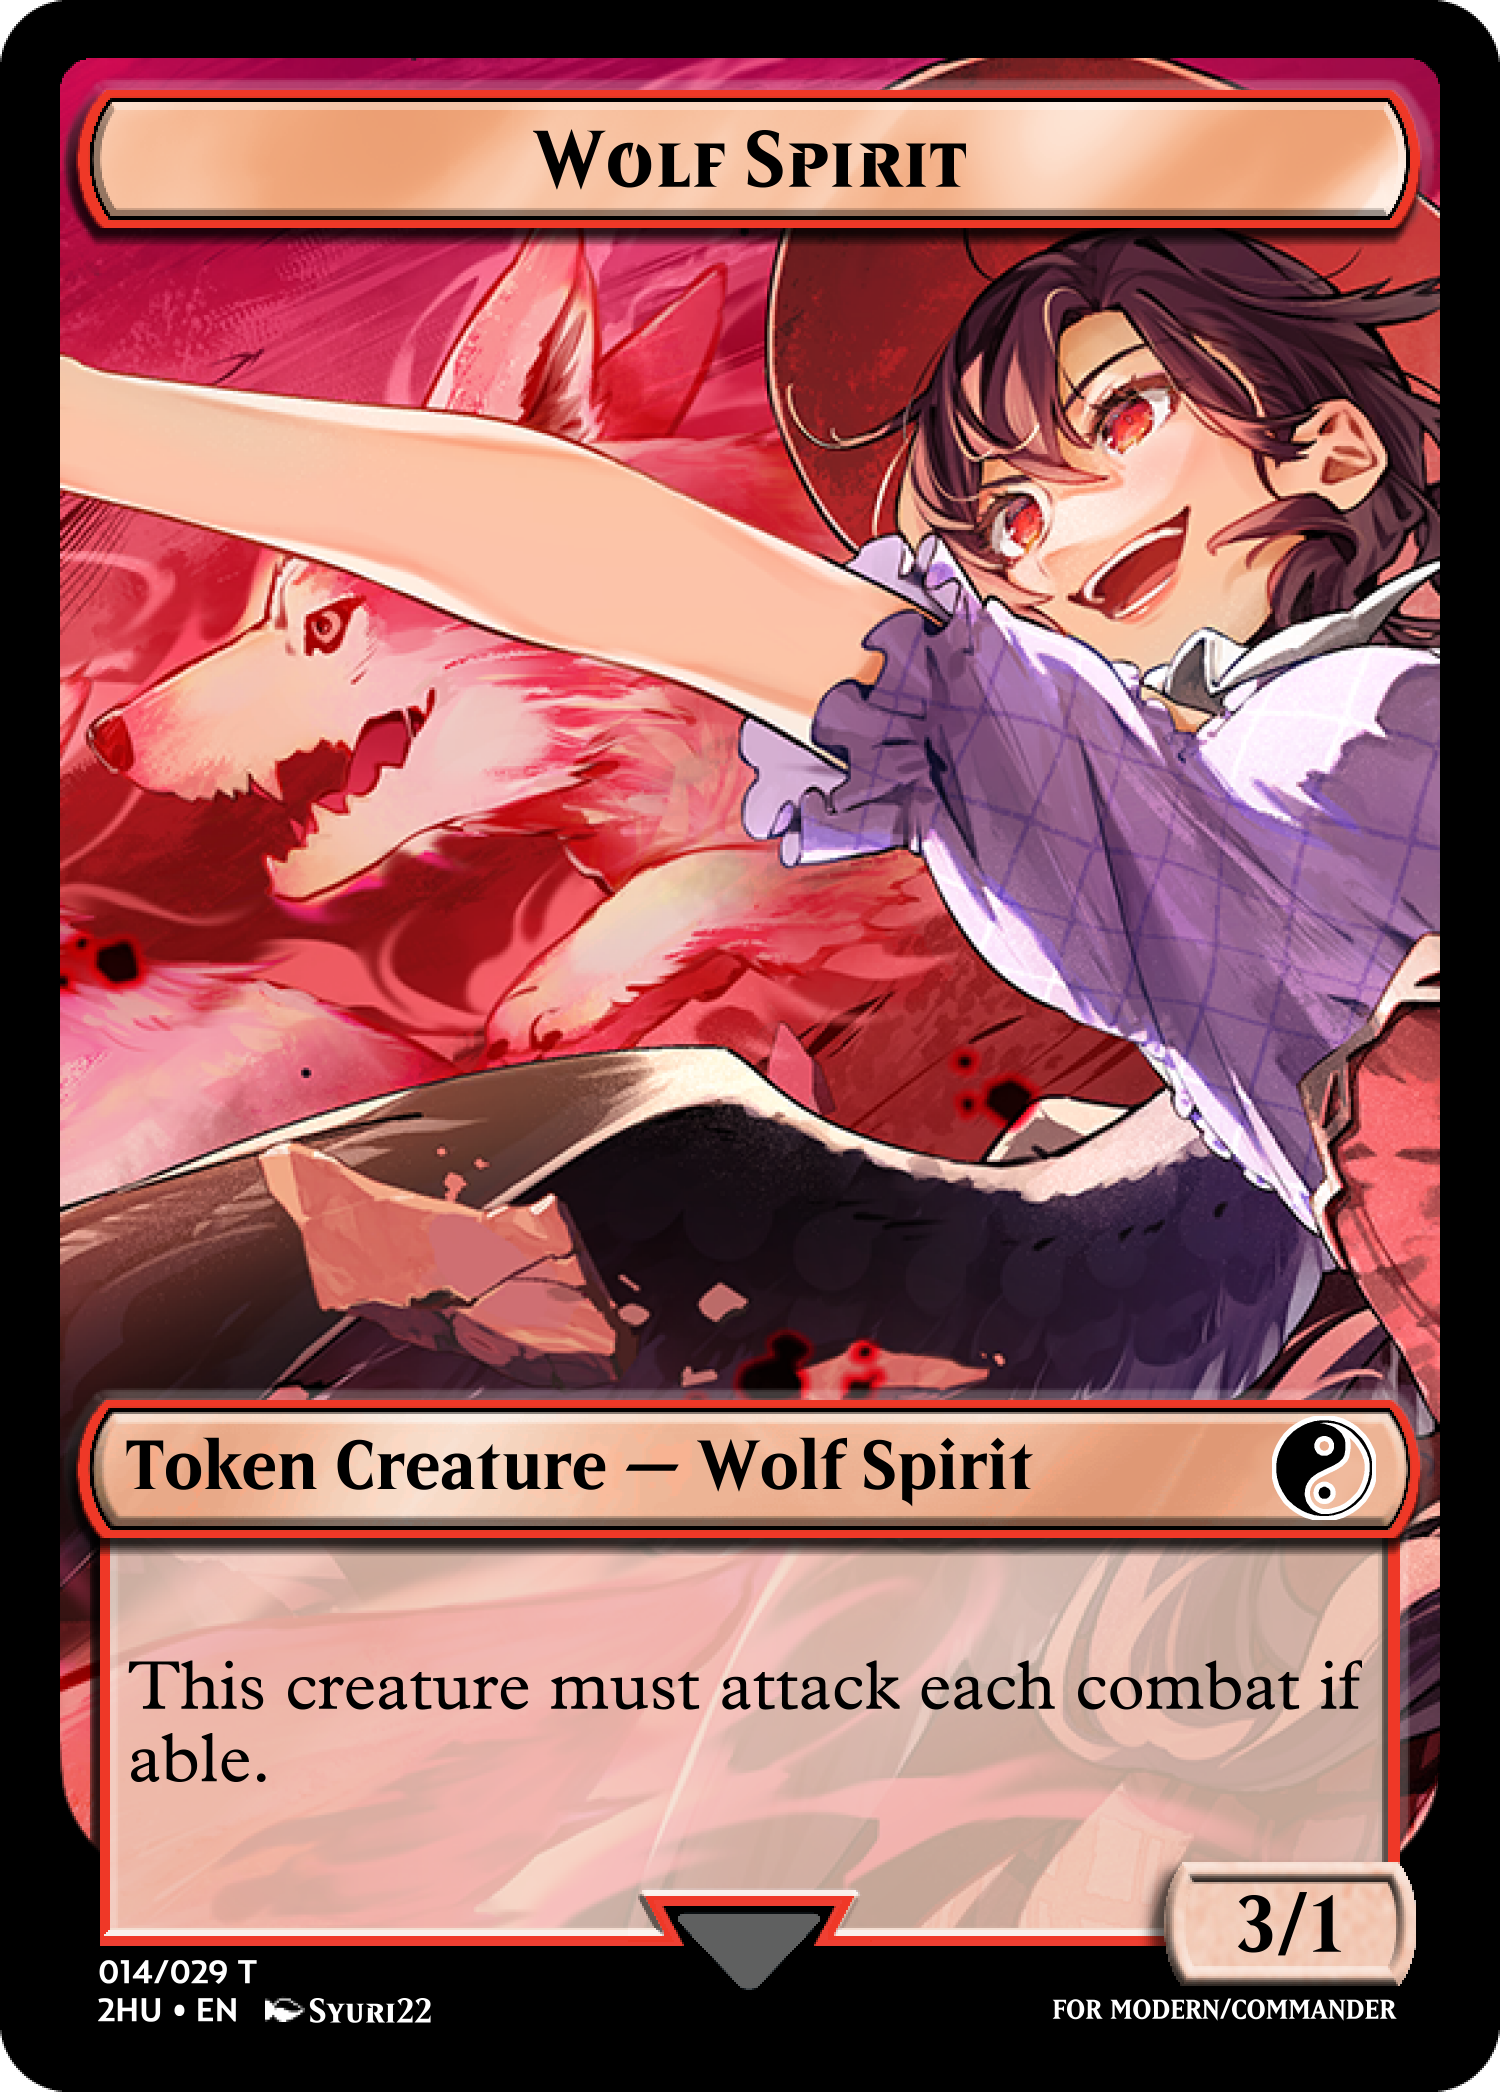 Wolf Spirit
Token Creature — Wolf Spirit
This creature must attack each combat if
able.
3/1
014/029 T
2HU • EN Syuri22
FOR MODERN/COMMANDER